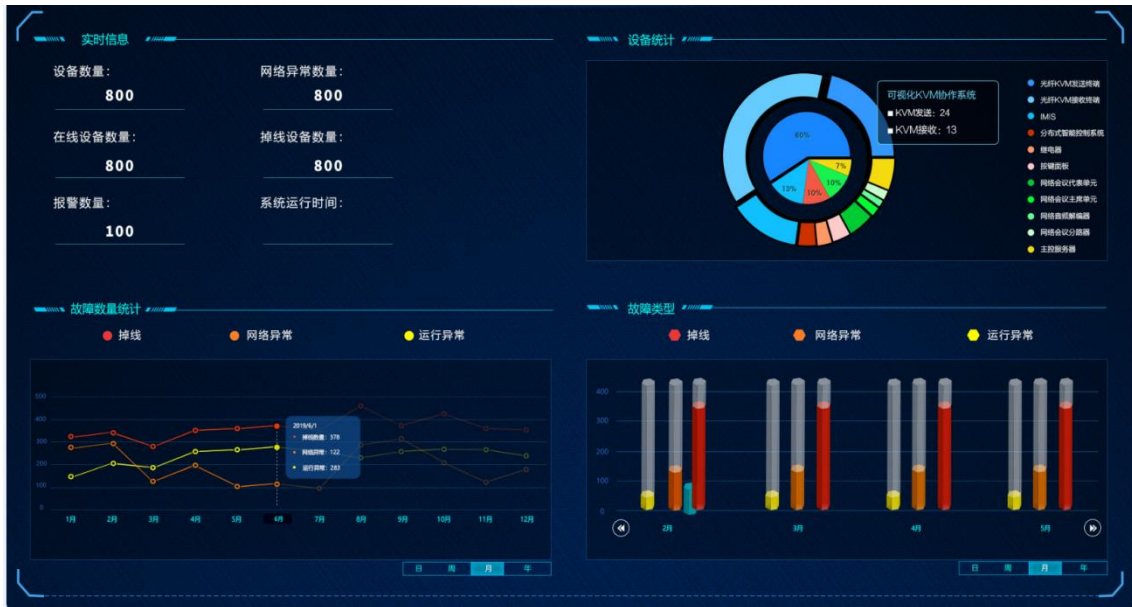 实时信息
设备数量：
800
网络异常数量：
800
在线设备数量：
800
掉线设备数量：
800
报警数量：
100
系统运行时间：
设备统计
60%
7%
10%
10%
13%
可视化KVM协作系统
KVM发送：24
KVM接收：13
光纤KVM发送终端
光纤KVM接收终端
IMIS
分布式智能控制系统
继电器
按键面板
网络会议代表单元
网络会议主席单元
网络音频解编器
网络会议分路器
主控服务器
故障数量统计
掉线 网络异常 运行异常
500
400
300
200
100
0
2019/6/1
掉线数量：378
网络异常：122
运行异常：283
1月 2月 3月 4月 5月 6月 7月 8月 9月 10月 11月 12月
日 周 月 年
故障类型
掉线 网络异常 运行异常
400
300
200
100
0
2月 3月 4月 5月
日 周 月 年